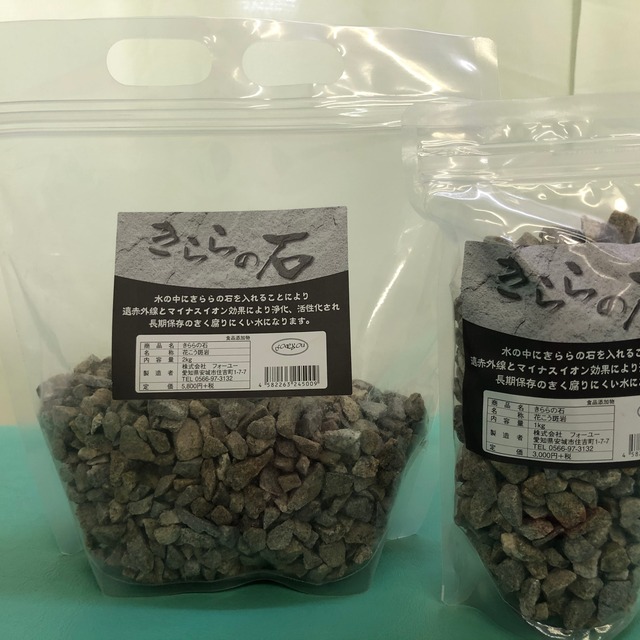 きららの石
水の中にきららの石を入れることにより
遠赤外線とマイナスイオン効果により浄化、活性化され
長期保存のきく腐りにくい水になります。
食品添加物
商品名 きららの石
名称 花こう斑岩
内容量 2kg
製造者 株式会社 フォーユー
愛知県安城市住吉町1-7-7
TEL 0566-97-3132
定価 5,800円+税
FOR YOU
4 582263 245009
きららの石
水の中にきららの石を入れることに
遠赤外線とマイナスイオン効果により
長期保存のきく腐りにくい水に
食品添加物
商品名 きららの石
名称 花こう斑岩
内容量 1kg
製造者 株式会社 フォーユー
愛知県安城市住吉町1-7-7
TEL 0566-97-3132
定価 3,000円+税